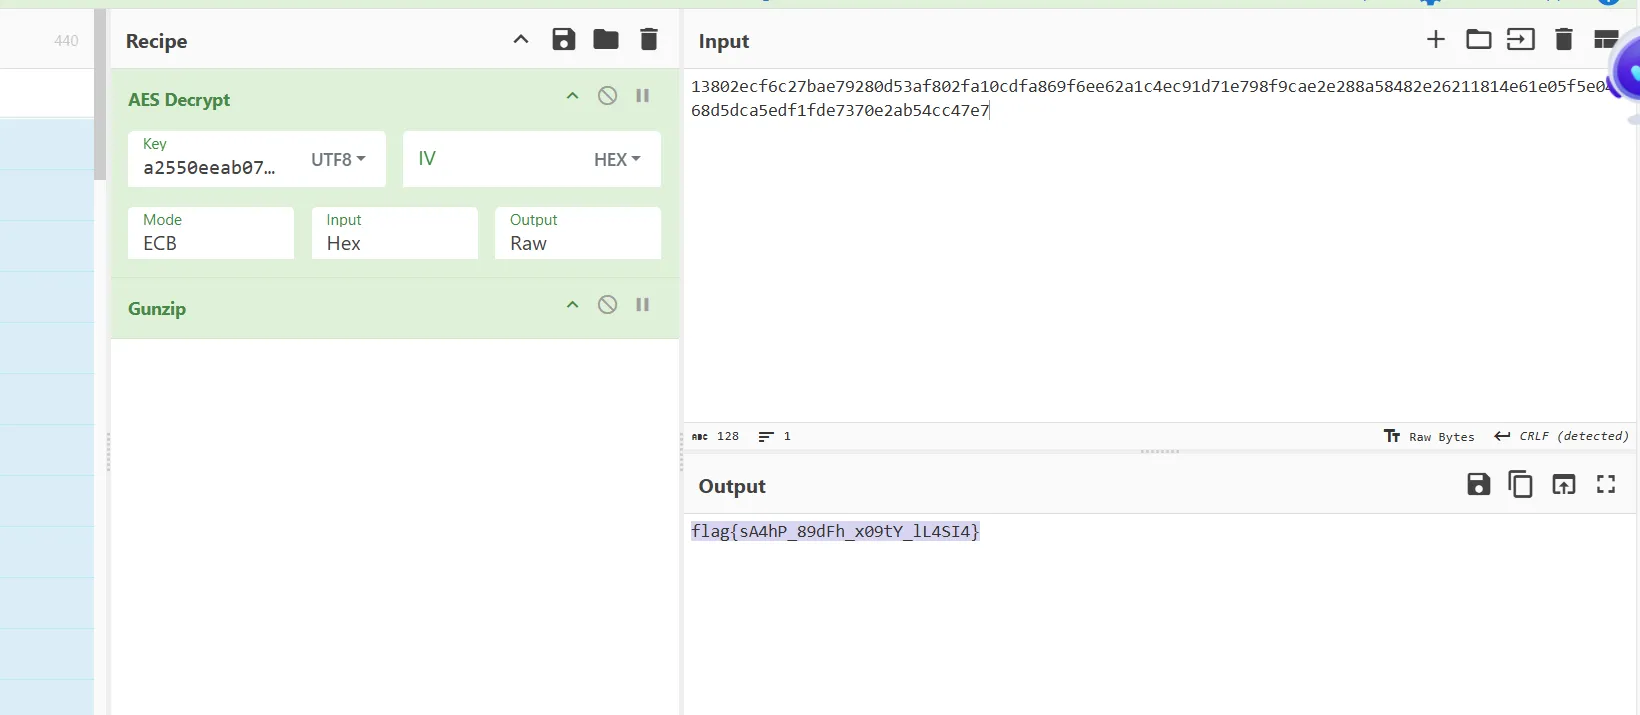 440
Recipe
AES Decrypt
Key
a2550eeab07...
UTF8
IV
HEX
Mode
ECB
Input
Hex
Output
Raw
Gunzip
Input
13802ecf6c27bae79280d53af802fa10cdfa869f6ee62a1c4ec91d71e798f9cae2e288a58482e26211814e61e05f5e0
68d5dca5edf1fde7370e2ab54cc47e7
ABC 128
1
Raw Bytes
CRLF (detected)
Output
flag{sA4hP_89dFh_x09tY_lL4SI4}